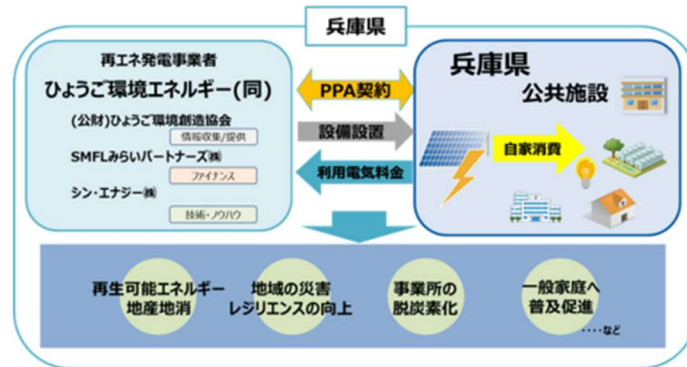 兵庫県
再エネ発電事業者
ひょうご環境エネルギー(同)
(公財)ひょうご環境創造協会
情報収集/提供
SMFLみらいパートナーズ㈱
ファイナンス
シン・エナジー㈱
技術・ノウハウ
PPA契約
設備設置
利用電気料金
兵庫県
公共施設
自家消費
再生可能エネルギー
地産地消
地域の災害
レジリエンスの向上
事業所の
脱炭素化
一般家庭へ
普及促進
････など